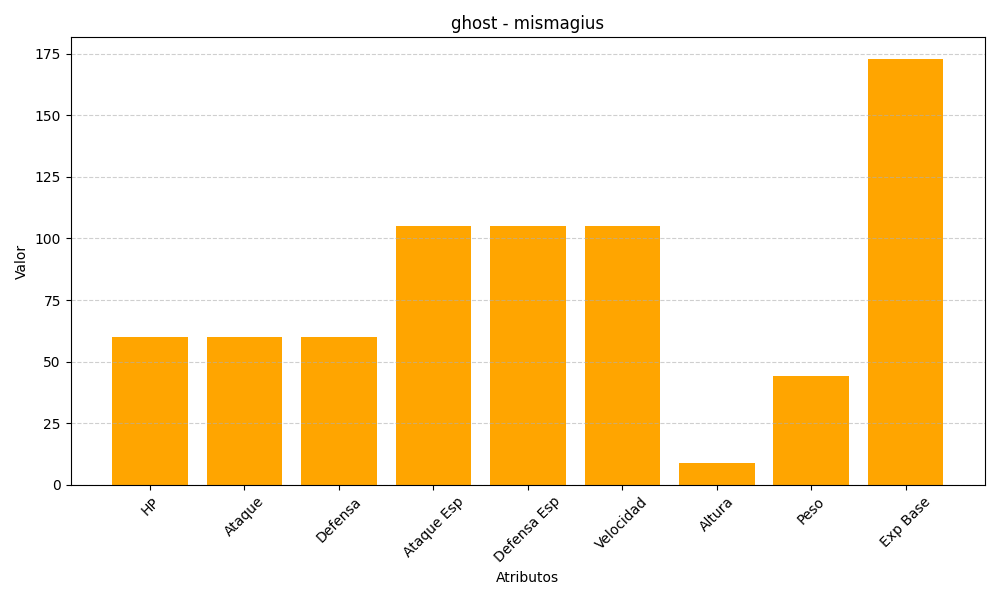 ghost - mismagius
Valor
175
150
125
100
75
50
25
0
HP
Ataque
Defensa
Ataque Esp
Defensa Esp
Velocidad
Altura
Peso
Exp Base
Atributos